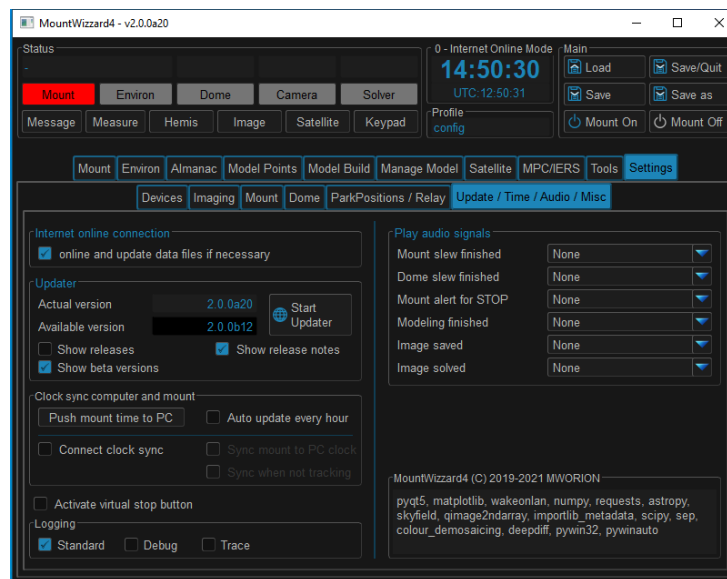 MountWizzard4 - v2.0.0a20
Status
-
Mount Environ Dome Camera Solver
Message Measure Hemis Image Satellite Keypad
0 - Internet Online Mode
14:50:30
UTC:12:50:31
Profile
config
Main
Load Save/Quit
Save Save as
Mount On Mount Off
Mount Environ Almanac Model Points Model Build Manage Model Satellite MPC/IERS Tools Settings
Devices Imaging Mount Dome ParkPositions / Relay Update / Time / Audio / Misc
Internet online connection
online and update data files if necessary
Updater
Actual version 2.0.0a20
Available version 2.0.0b12
Start
Updater
Show releases Show release notes
Show beta versions
Clock sync computer and mount
Push mount time to PC Auto update every hour
Connect clock sync Sync mount to PC clock
Sync when not tracking
Activate virtual stop button
Logging
Standard Debug Trace
Play audio signals
Mount slew finished None
Dome slew finished None
Mount alert for STOP None
Modeling finished None
Image saved None
Image solved None
MountWizzard4 (C) 2019-2021 MWORION
pyqt5, matplotlib, wakeonlan, numpy, requests, astropy,
skyfield, qimage2ndarray, importlib_metadata, scipy, sep,
colour_demosaicing, deepdiff, pywin32, pywinauto